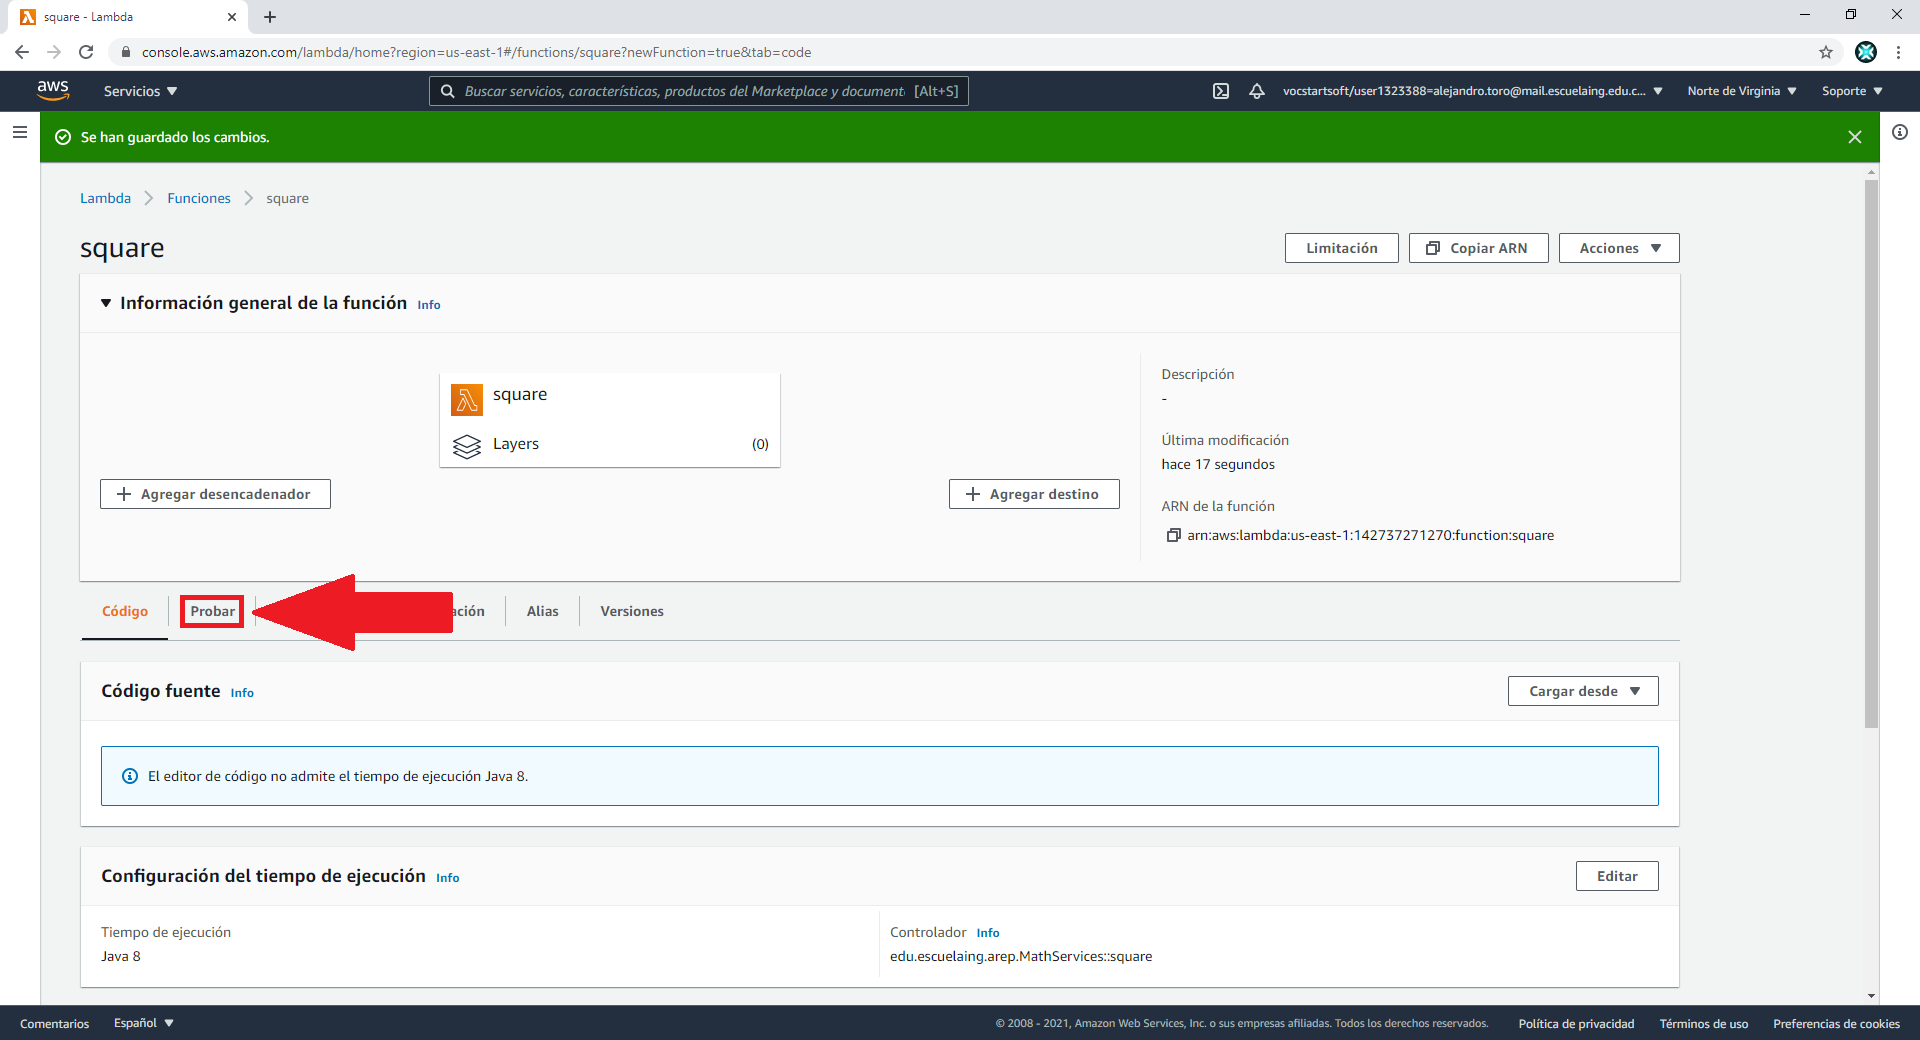 square - Lambda
console.aws.amazon.com/lambda/home?region=us-east-1#/functions/square?newFunction=true&tab=code
aws
Servicios
Buscar servicios, características, productos del Marketplace y document [Alt+S]
vocstartsoft/user1323388=alejandro.toro@mail.escuelaing.edu.c...
Norte de Virginia
Soporte
Se han guardado los cambios.
Lambda Funciones square
square
Limitación
Copiar ARN
Acciones
Información general de la función Info
square
Layers (0)
Agregar desencadenador
Agregar destino
Descripción
-
Última modificación
hace 17 segundos
ARN de la función
arn:aws:lambda:us-east-1:142737271270:function:square
Código Probar ación Alias Versiones
Código fuente Info
Cargar desde
El editor de código no admite el tiempo de ejecución Java 8.
Configuración del tiempo de ejecución Info
Editar
Tiempo de ejecución
Java 8
Controlador Info
edu.escuelaing.arep.MathServices::square
Comentarios Español © 2008 - 2021, Amazon Web Services, Inc. o sus empresas afiliadas. Todos los derechos reservados. Política de privacidad Términos de uso Preferencias de cookies